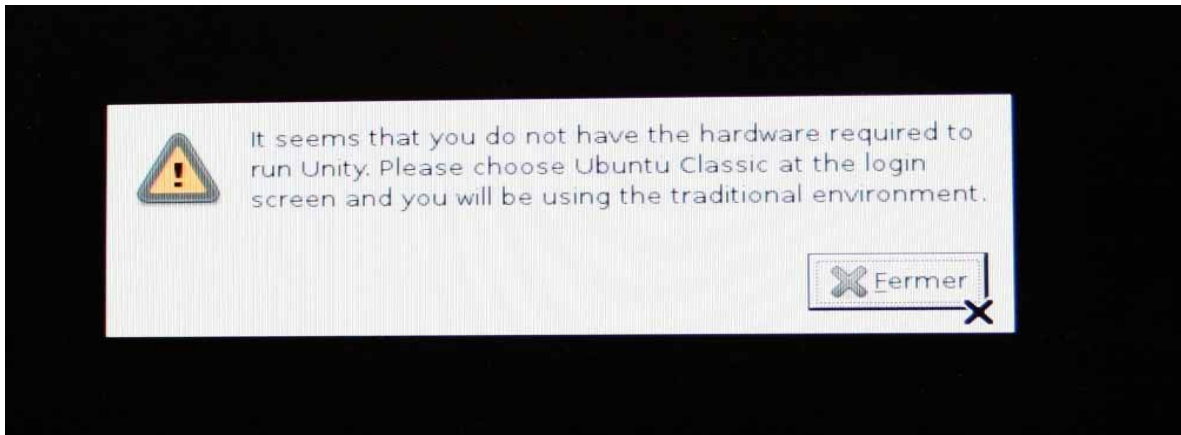 It seems that you do not have the hardware required to
run Unity. Please choose Ubuntu Classic at the login
screen and you will be using the traditional environment.
Fermer